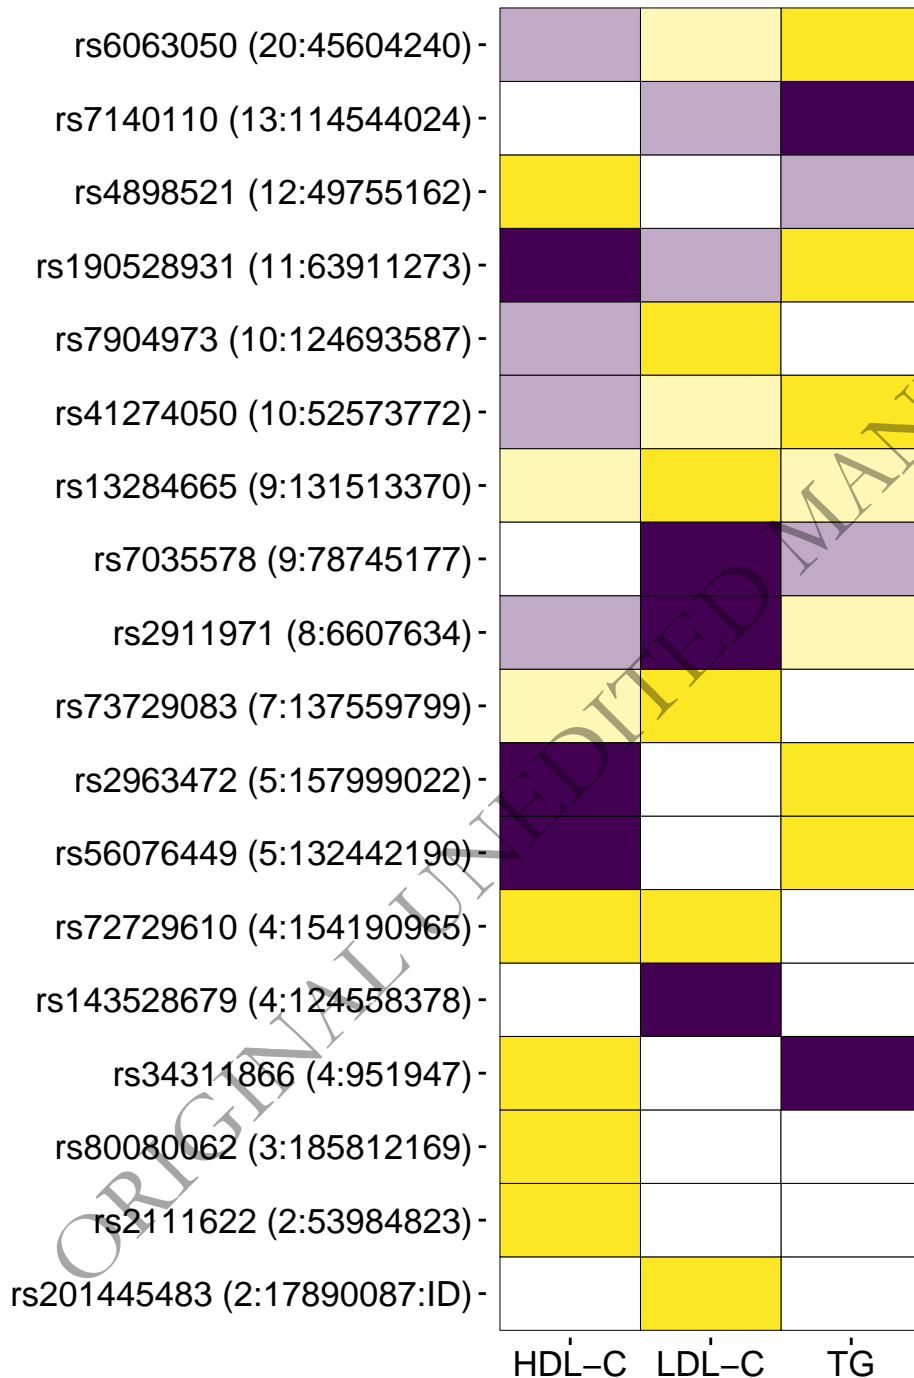 rs6063050 (20:45604240)
rs7140110 (13:114544024)
rs4898521 (12:49755162)
rs190528931 (11:63911273)
rs7904973 (10:124693587)
rs41274050 (10:52573772)
rs13284665 (9:131513370)
rs7035578 (9:78745177)
rs2911971 (8:6607634)
rs73729083 (7:137559799)
rs2963472 (5:157999022)
rs56076449 (5:132442190)
rs72729610 (4:154190965)
rs143528679 (4:124558378)
rs34311866 (4:951947)
rs80080062 (3:185812169)
rs2111622 (2:53984823)
rs201445483 (2:17890087:ID)
HDL−C LDL−C TG
ORIGINAL UNEDITED MAN